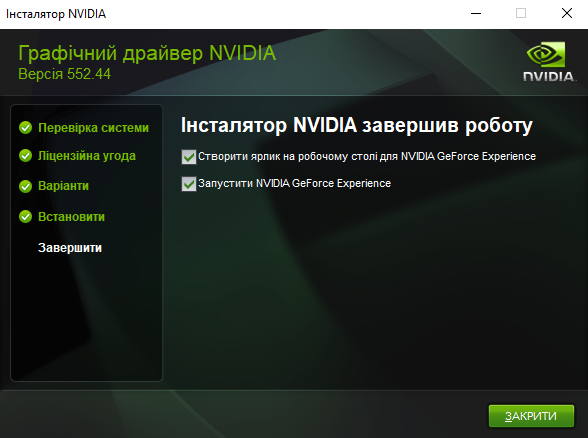 Інсталятор NVIDIA
Графічний драйвер NVIDIA
Версія 552.44
NVIDIA.
Перевірка системи
Ліцензійна угода
Варіанти
Встановити
Завершити
Інсталятор NVIDIA завершив роботу
Створити ярлик на робочому столі для NVIDIA GeForce Experience
Запустити NVIDIA GeForce Experience
ЗАКРИТИ